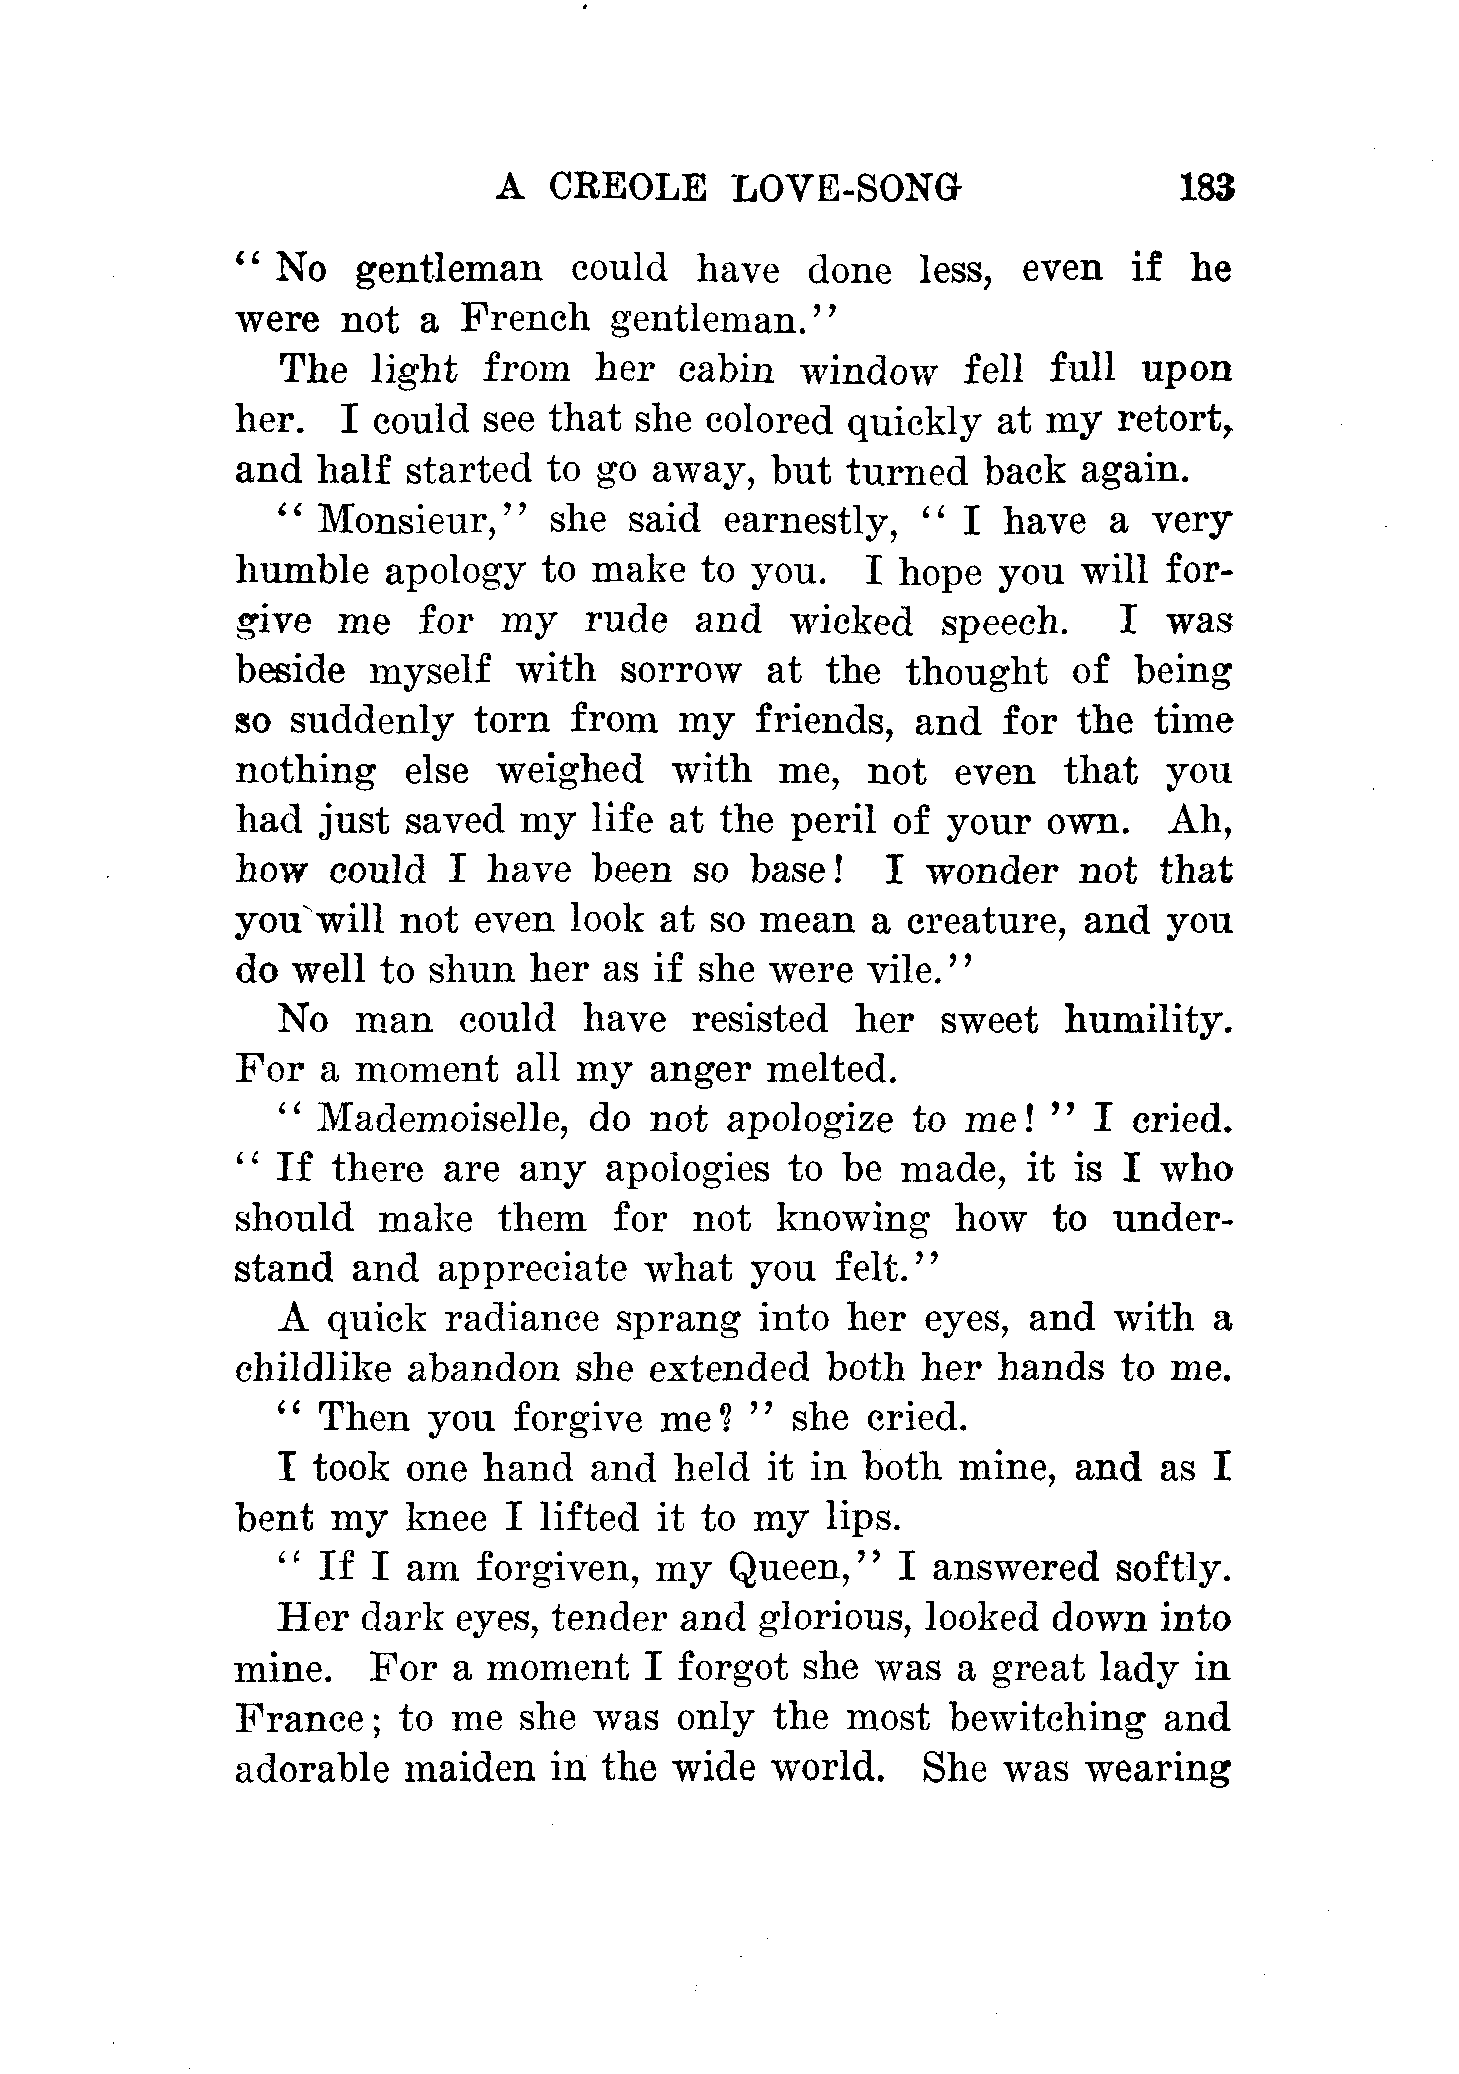 A CREOLE LOVE-SONG 183
“ No gentleman could have done less, even if he
were not a French gentleman.”
The light from her cabin window fell full upon
her. I could see that she colored quickly at my retort,
and half started to go away, but turned back again.
“ Monsieur,” she said earnestly, “ I have a very
humble apology to make to you. I hope you will for-
give me for my rude and wicked speech. I was
beside myself with sorrow at the thought of being
so suddenly torn from my friends, and for the time
nothing else weighed with me, not even that you
had just saved my life at the peril of your own. Ah,
how could I have been so base! I wonder not that
you will not even look at so mean a creature, and you
do well to shun her as if she were vile.”
No man could have resisted her sweet humility.
For a moment all my anger melted.
“ Mademoiselle, do not apologize to me! ” I cried.
“ If there are any apologies to be made, it is I who
should make them for not knowing how to under-
stand and appreciate what you felt.”
A quick radiance sprang into her eyes, and with a
childlike abandon she extended both her hands to me.
“ Then you forgive me? ” she cried.
I took one hand and held it in both mine, and as I
bent my knee I lifted it to my lips.
“ If I am forgiven, my Queen,” I answered softly.
Her dark eyes, tender and glorious, looked down into
mine. For a moment I forgot she was a great lady in
France; to me she was only the most bewitching and
adorable maiden in the wide world. She was wearing